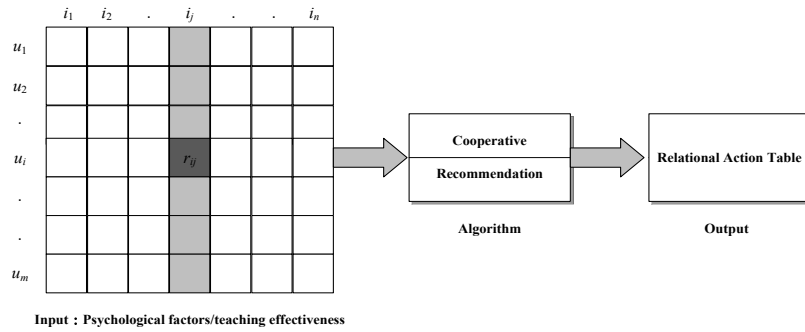 i1 i2 . ij . . in
u1
u2
.
ui rij
.
.
um
Cooperative
Recommendation
Relational Action Table
Algorithm
Output
Input：Psychological factors/teaching effectiveness